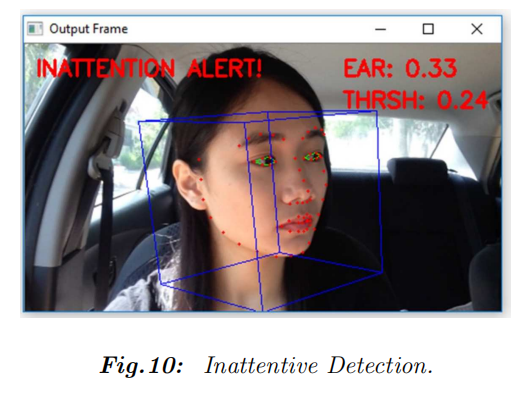 Output Frame
INATTENTION ALERT!
EAR: 0.33
THRSH: 0.24
Fig.10: Inattentive Detection.